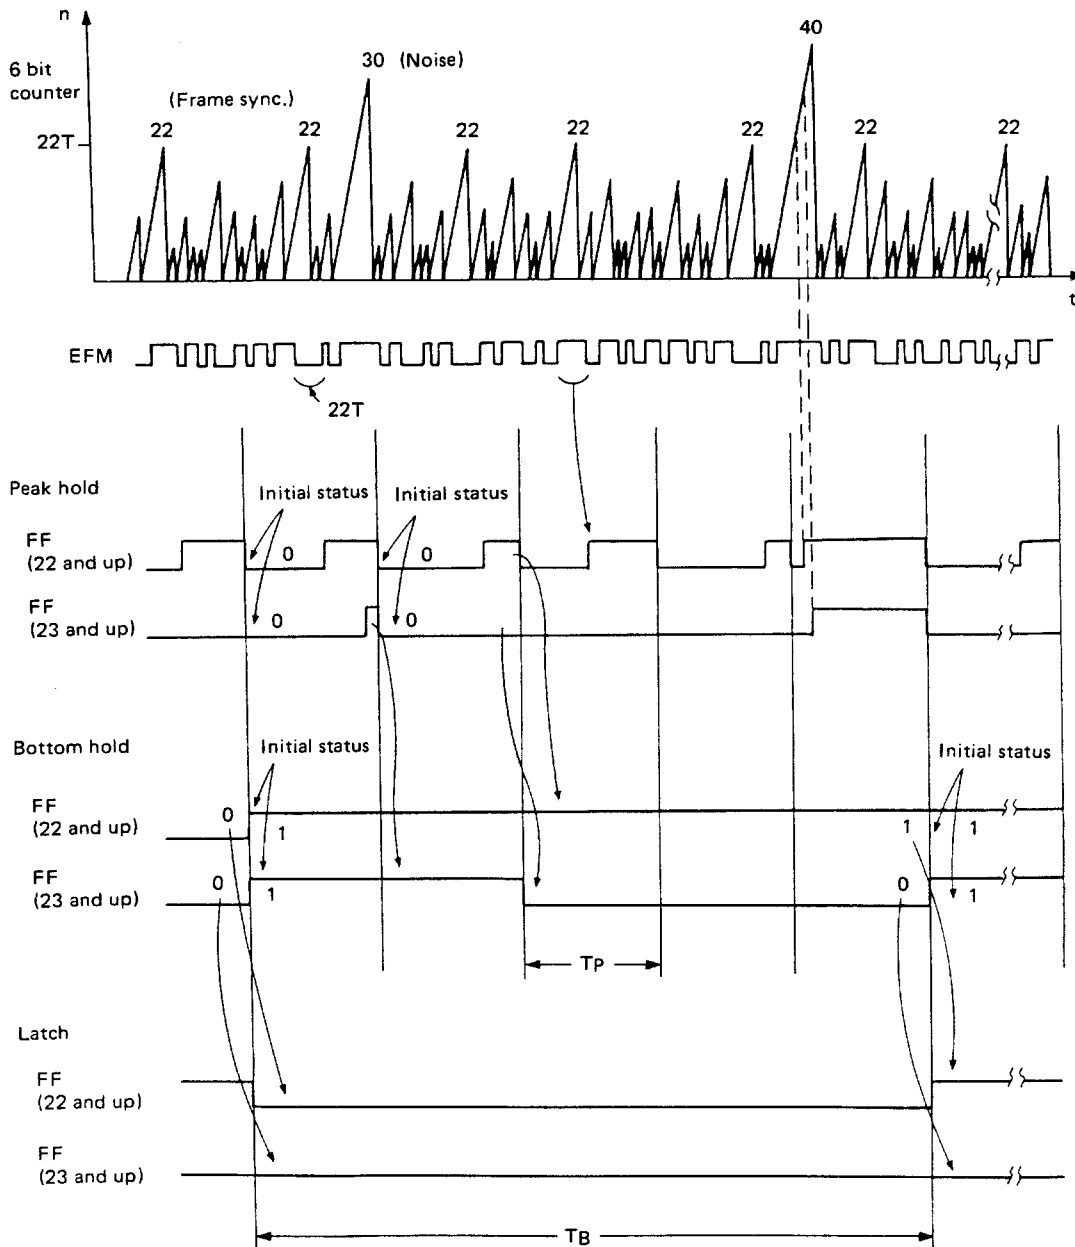 n
40
30 (Noise)
6 bit
counter
(Frame sync.)
22 22 22 22 22 22 22
22T
t
EFM
22T
Peak hold
Initial status Initial status
FF
(22 and up)
0 0
FF
(23 and up)
0 0
Bottom hold
Initial status Initial status
FF
(22 and up)
0 1 1 1
FF
(23 and up)
0 1 0 1
TP
Latch
FF
(22 and up)
FF
(23 and up)
TB